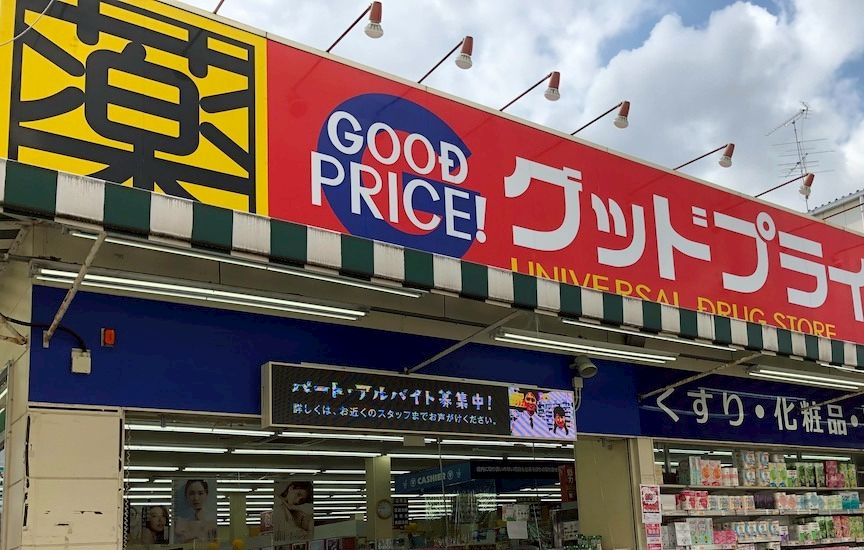 薬
GOOD
PRICE!
グッドプライ
UNIVERSAL DRUG STORE
パート・アルバイト募集中!
詳しくは、お近くのスタッフまでお声がけください。
くすり・化粧品・
CASHIER